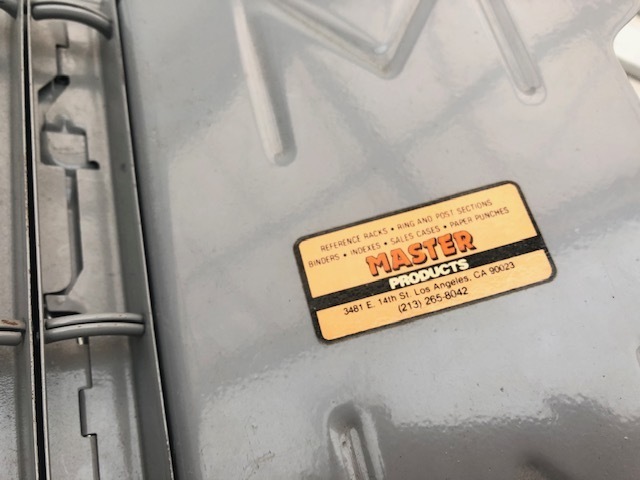 REFERENCE RACKS • RING AND POST SECTIONS
BINDERS • INDEXES • SALES CASES • PAPER PUNCHES
MASTER
PRODUCTS
3481 E. 14th St. Los Angeles, CA 90023
(213) 265-8042